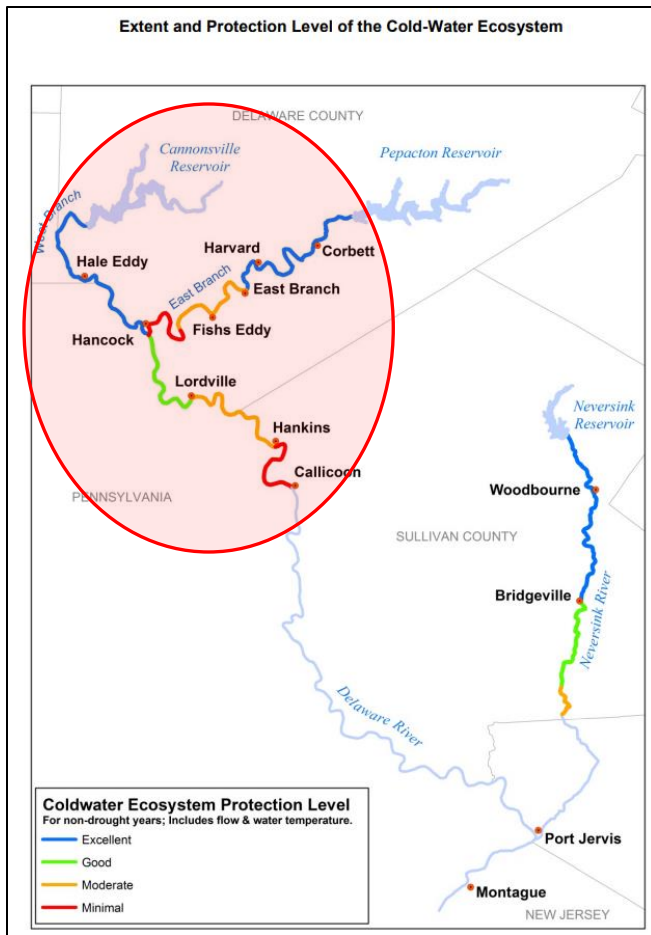 Extent and Protection Level of the Cold-Water Ecosystem
DELAWARE COUNTY
Cannonsville
Reservoir
Pepacton Reservoir
West Branch
Harvard
Corbett
Hale Eddy
East Branch
East Branch
Hancock
Fishs Eddy
Lordville
Neversink
Reservoir
Hankins
Callicoon
PENNSYLVANIA
Woodbourne
SULLIVAN COUNTY
Bridgeville
Neversink River
Delaware River
Coldwater Ecosystem Protection Level
For non-drought years; Includes flow & water temperature.
Excellent
Good
Moderate
Minimal
Port Jervis
Montague
NEW JERSEY